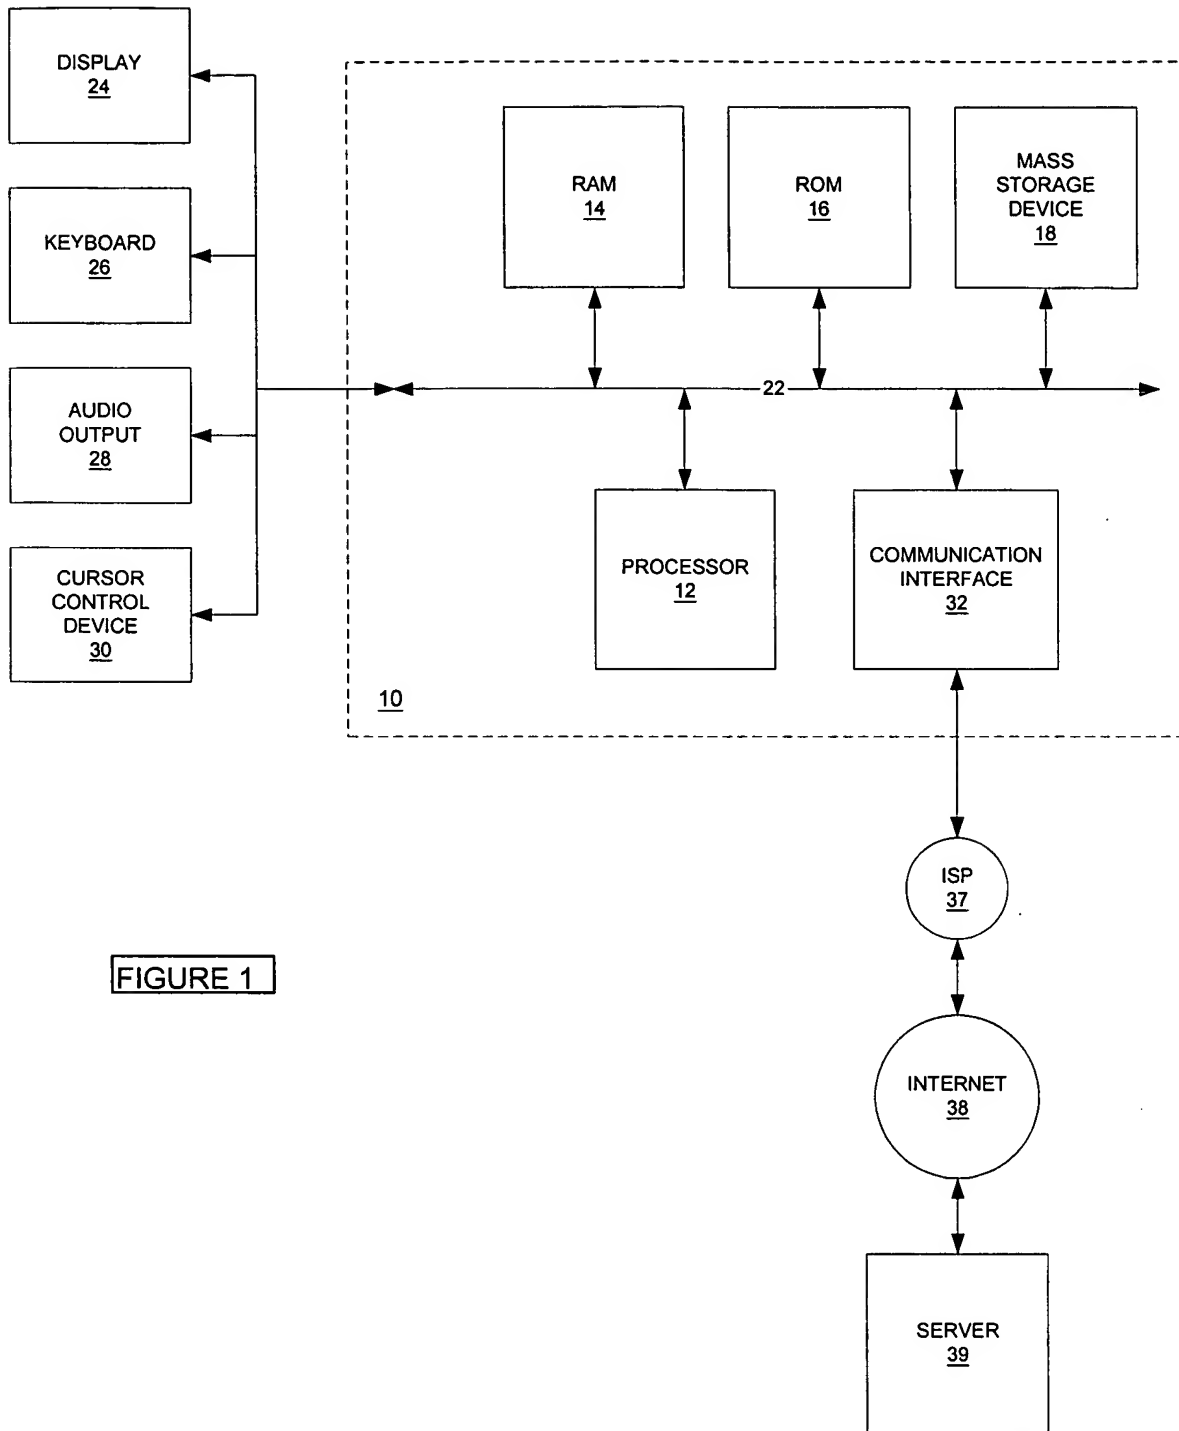 DISPLAY
24
KEYBOARD
26
AUDIO
OUTPUT
28
CURSOR
CONTROL
DEVICE
30
RAM
14
ROM
16
MASS
STORAGE
DEVICE
18
22
PROCESSOR
12
COMMUNICATION
INTERFACE
32
10
ISP
37
FIGURE 1
INTERNET
38
SERVER
39